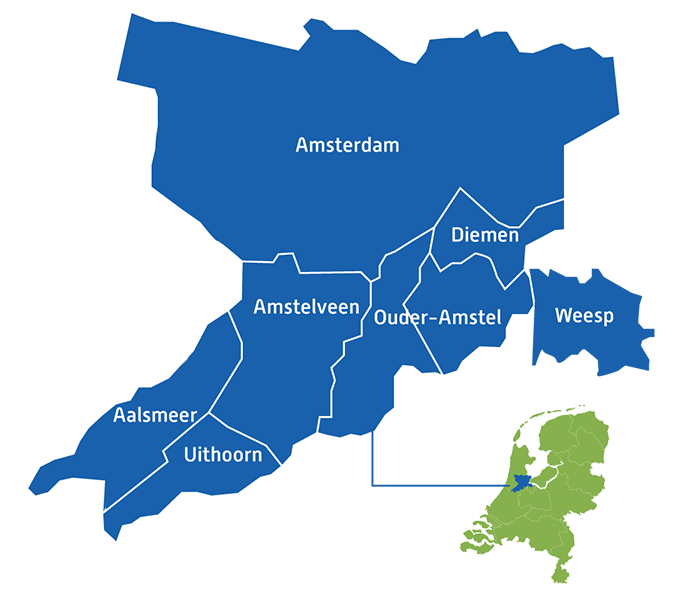 Amsterdam
Diemen
Amstelveen
Ouder-Amstel
Weesp
Aalsmeer
Uithoorn